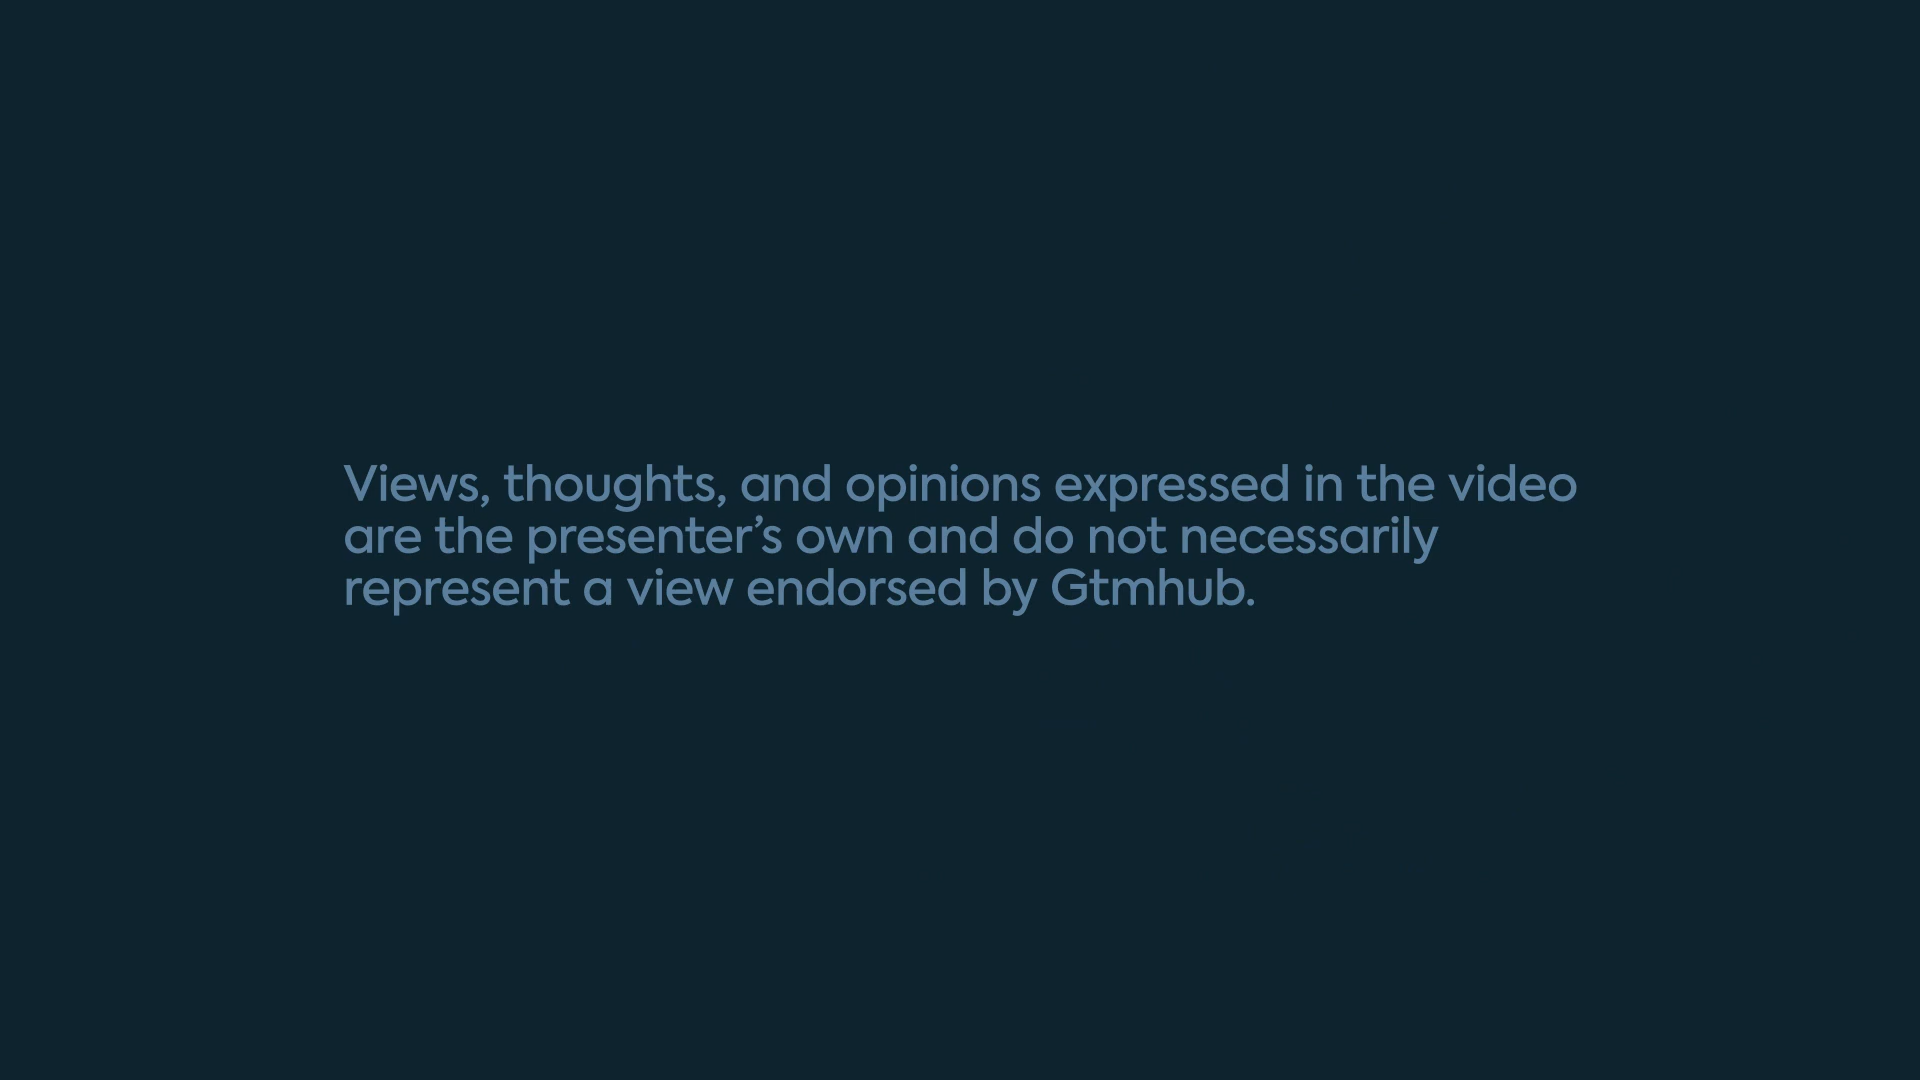 Views, thoughts, and opinions expressed in the video
are the presenter’s own and do not necessarily
represent a view endorsed by Gtmhub.